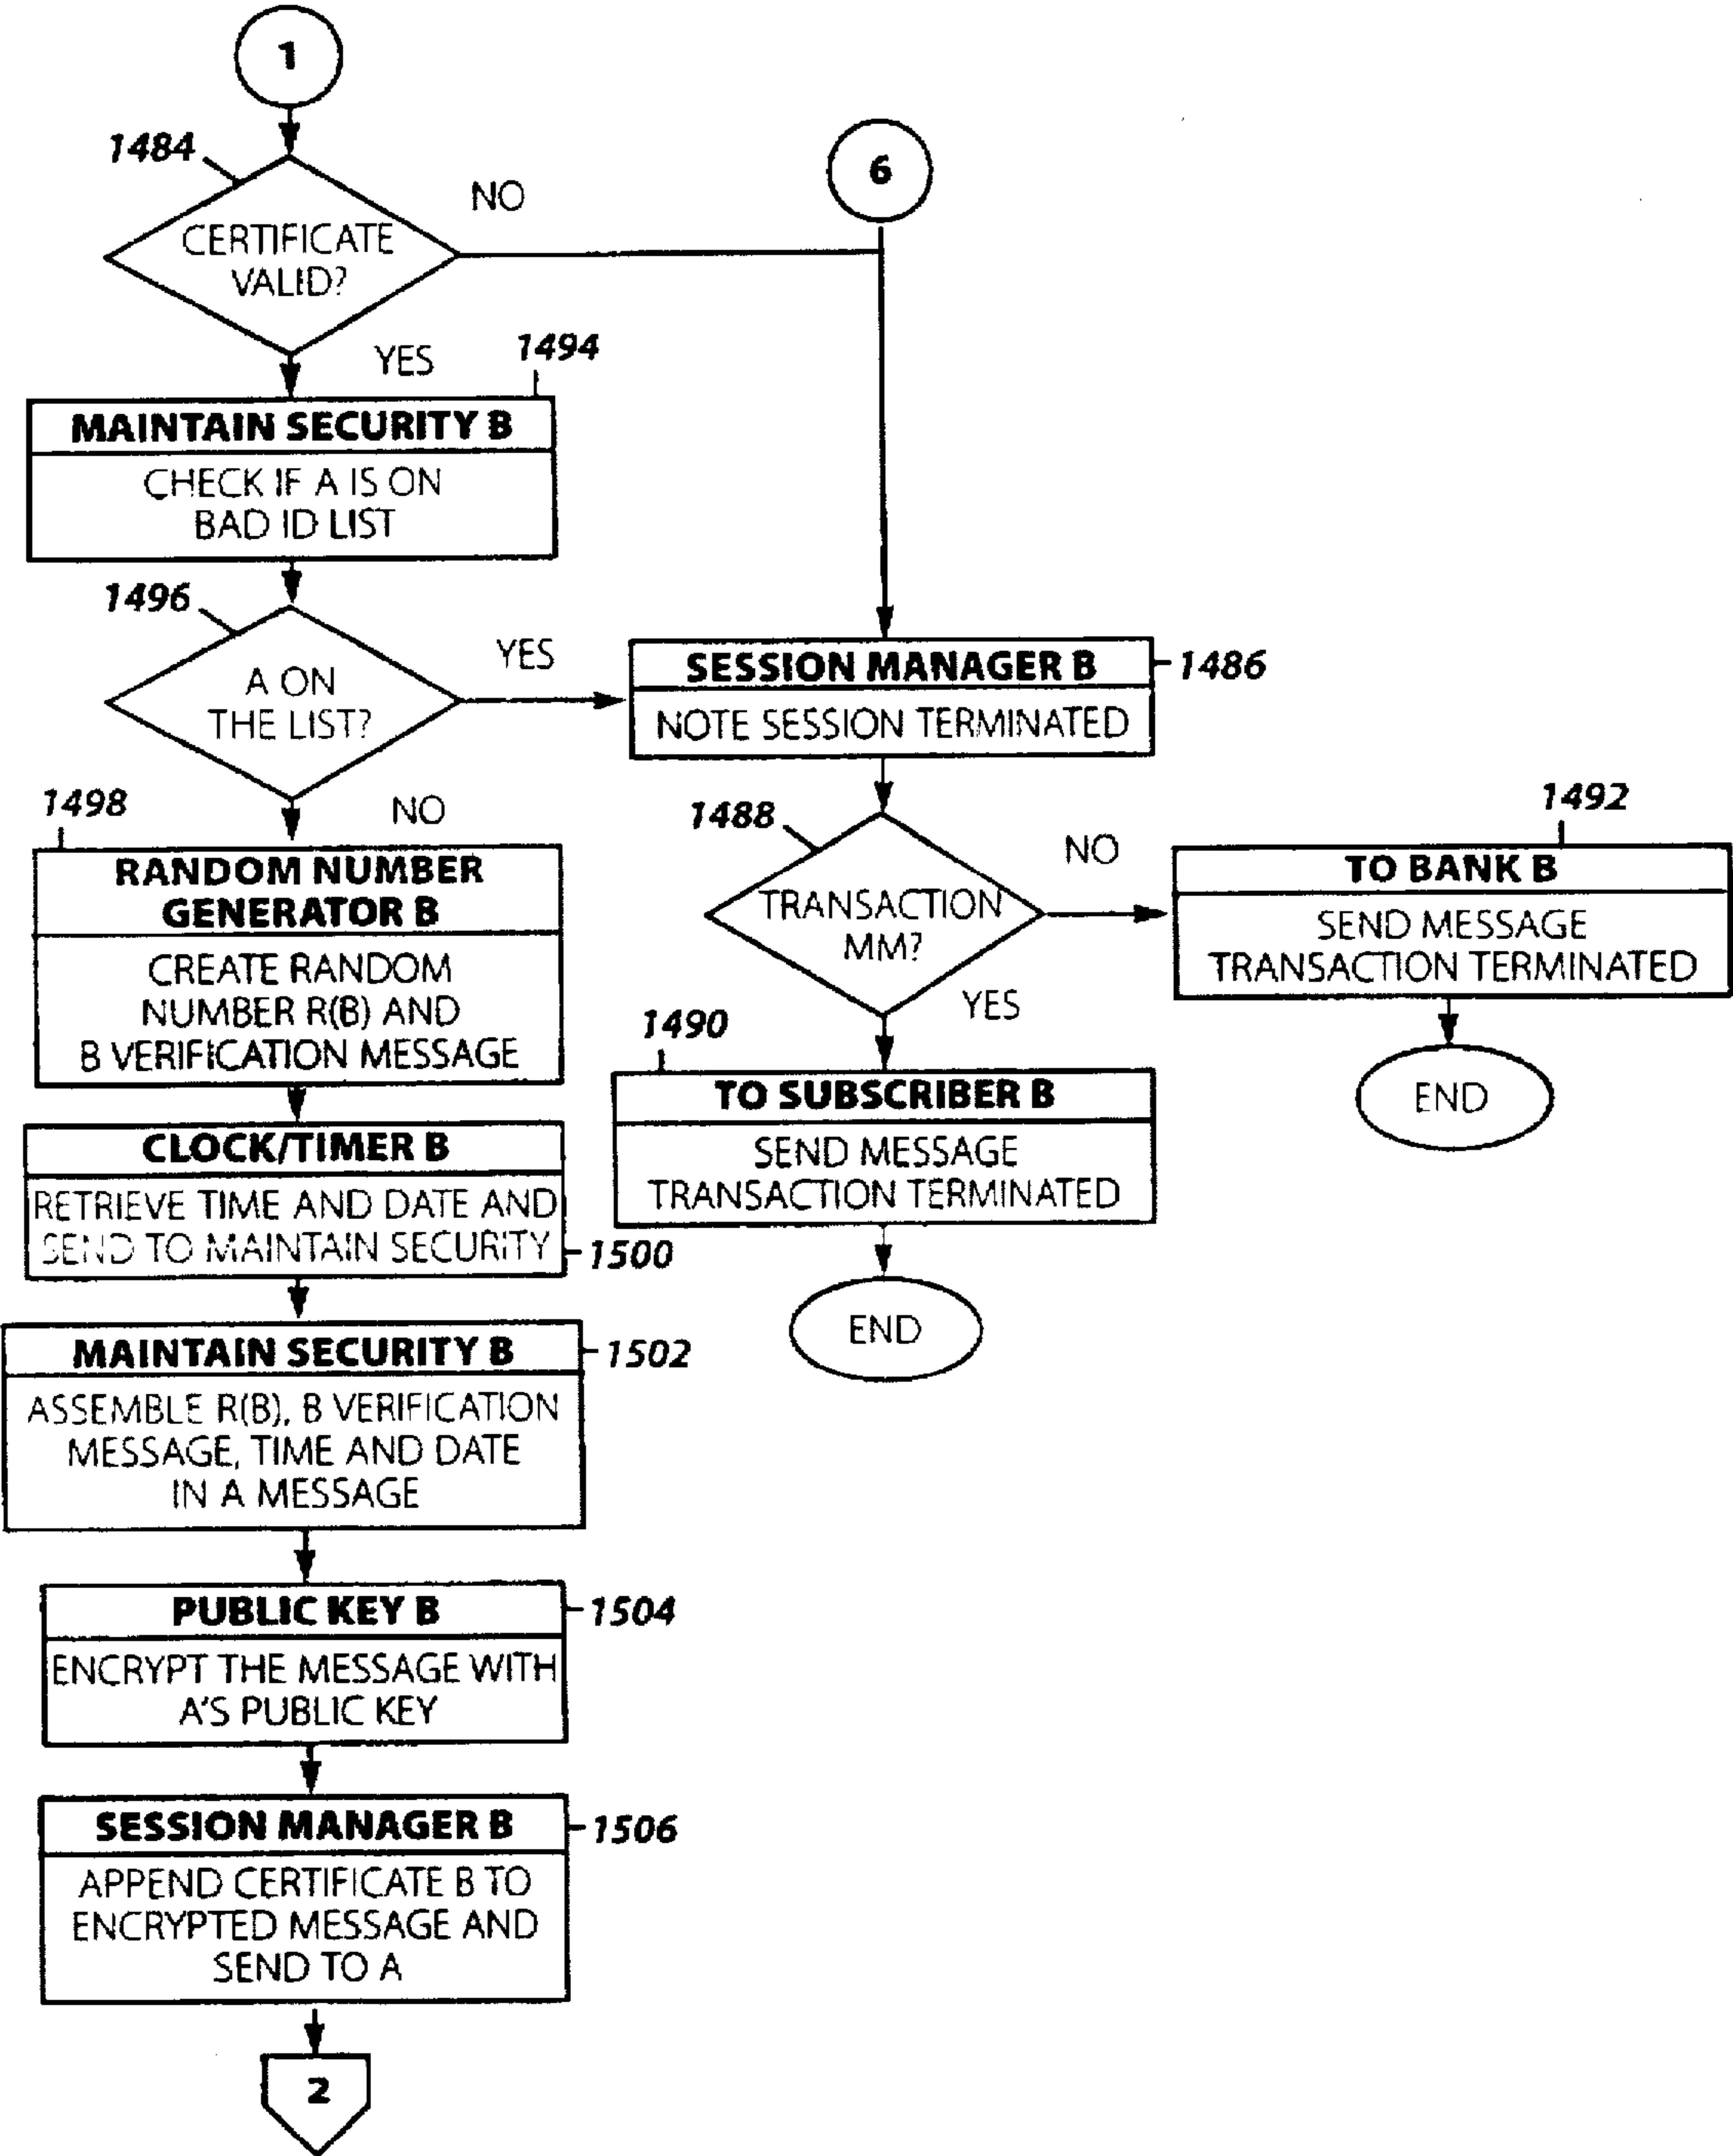 1
1484
CERTIFICATE
VALID?
NO
6
YES
1494
MAINTAIN SECURITY B
CHECK IF A IS ON
BAD ID LIST
1496
A ON
THE LIST?
YES
SESSION MANAGER B
1486
NOTE SESSION TERMINATED
1498
NO
RANDOM NUMBER
GENERATOR B
CREATE RANDOM
NUMBER R(B) AND
B VERIFICATION MESSAGE
1488
TRANSACTION
MM?
NO
1492
TO BANK B
SEND MESSAGE
TRANSACTION TERMINATED
END
YES
1490
TO SUBSCRIBER B
SEND MESSAGE
TRANSACTION TERMINATED
END
CLOCK/TIMER B
RETRIEVE TIME AND DATE AND
SEND TO MAINTAIN SECURITY
1500
MAINTAIN SECURITY B
1502
ASSEMBLE R(B), B VERIFICATION
MESSAGE, TIME AND DATE
IN A MESSAGE
PUBLIC KEY B
1504
ENCRYPT THE MESSAGE WITH
A'S PUBLIC KEY
SESSION MANAGER B
1506
APPEND CERTIFICATE B TO
ENCRYPTED MESSAGE AND
SEND TO A
2